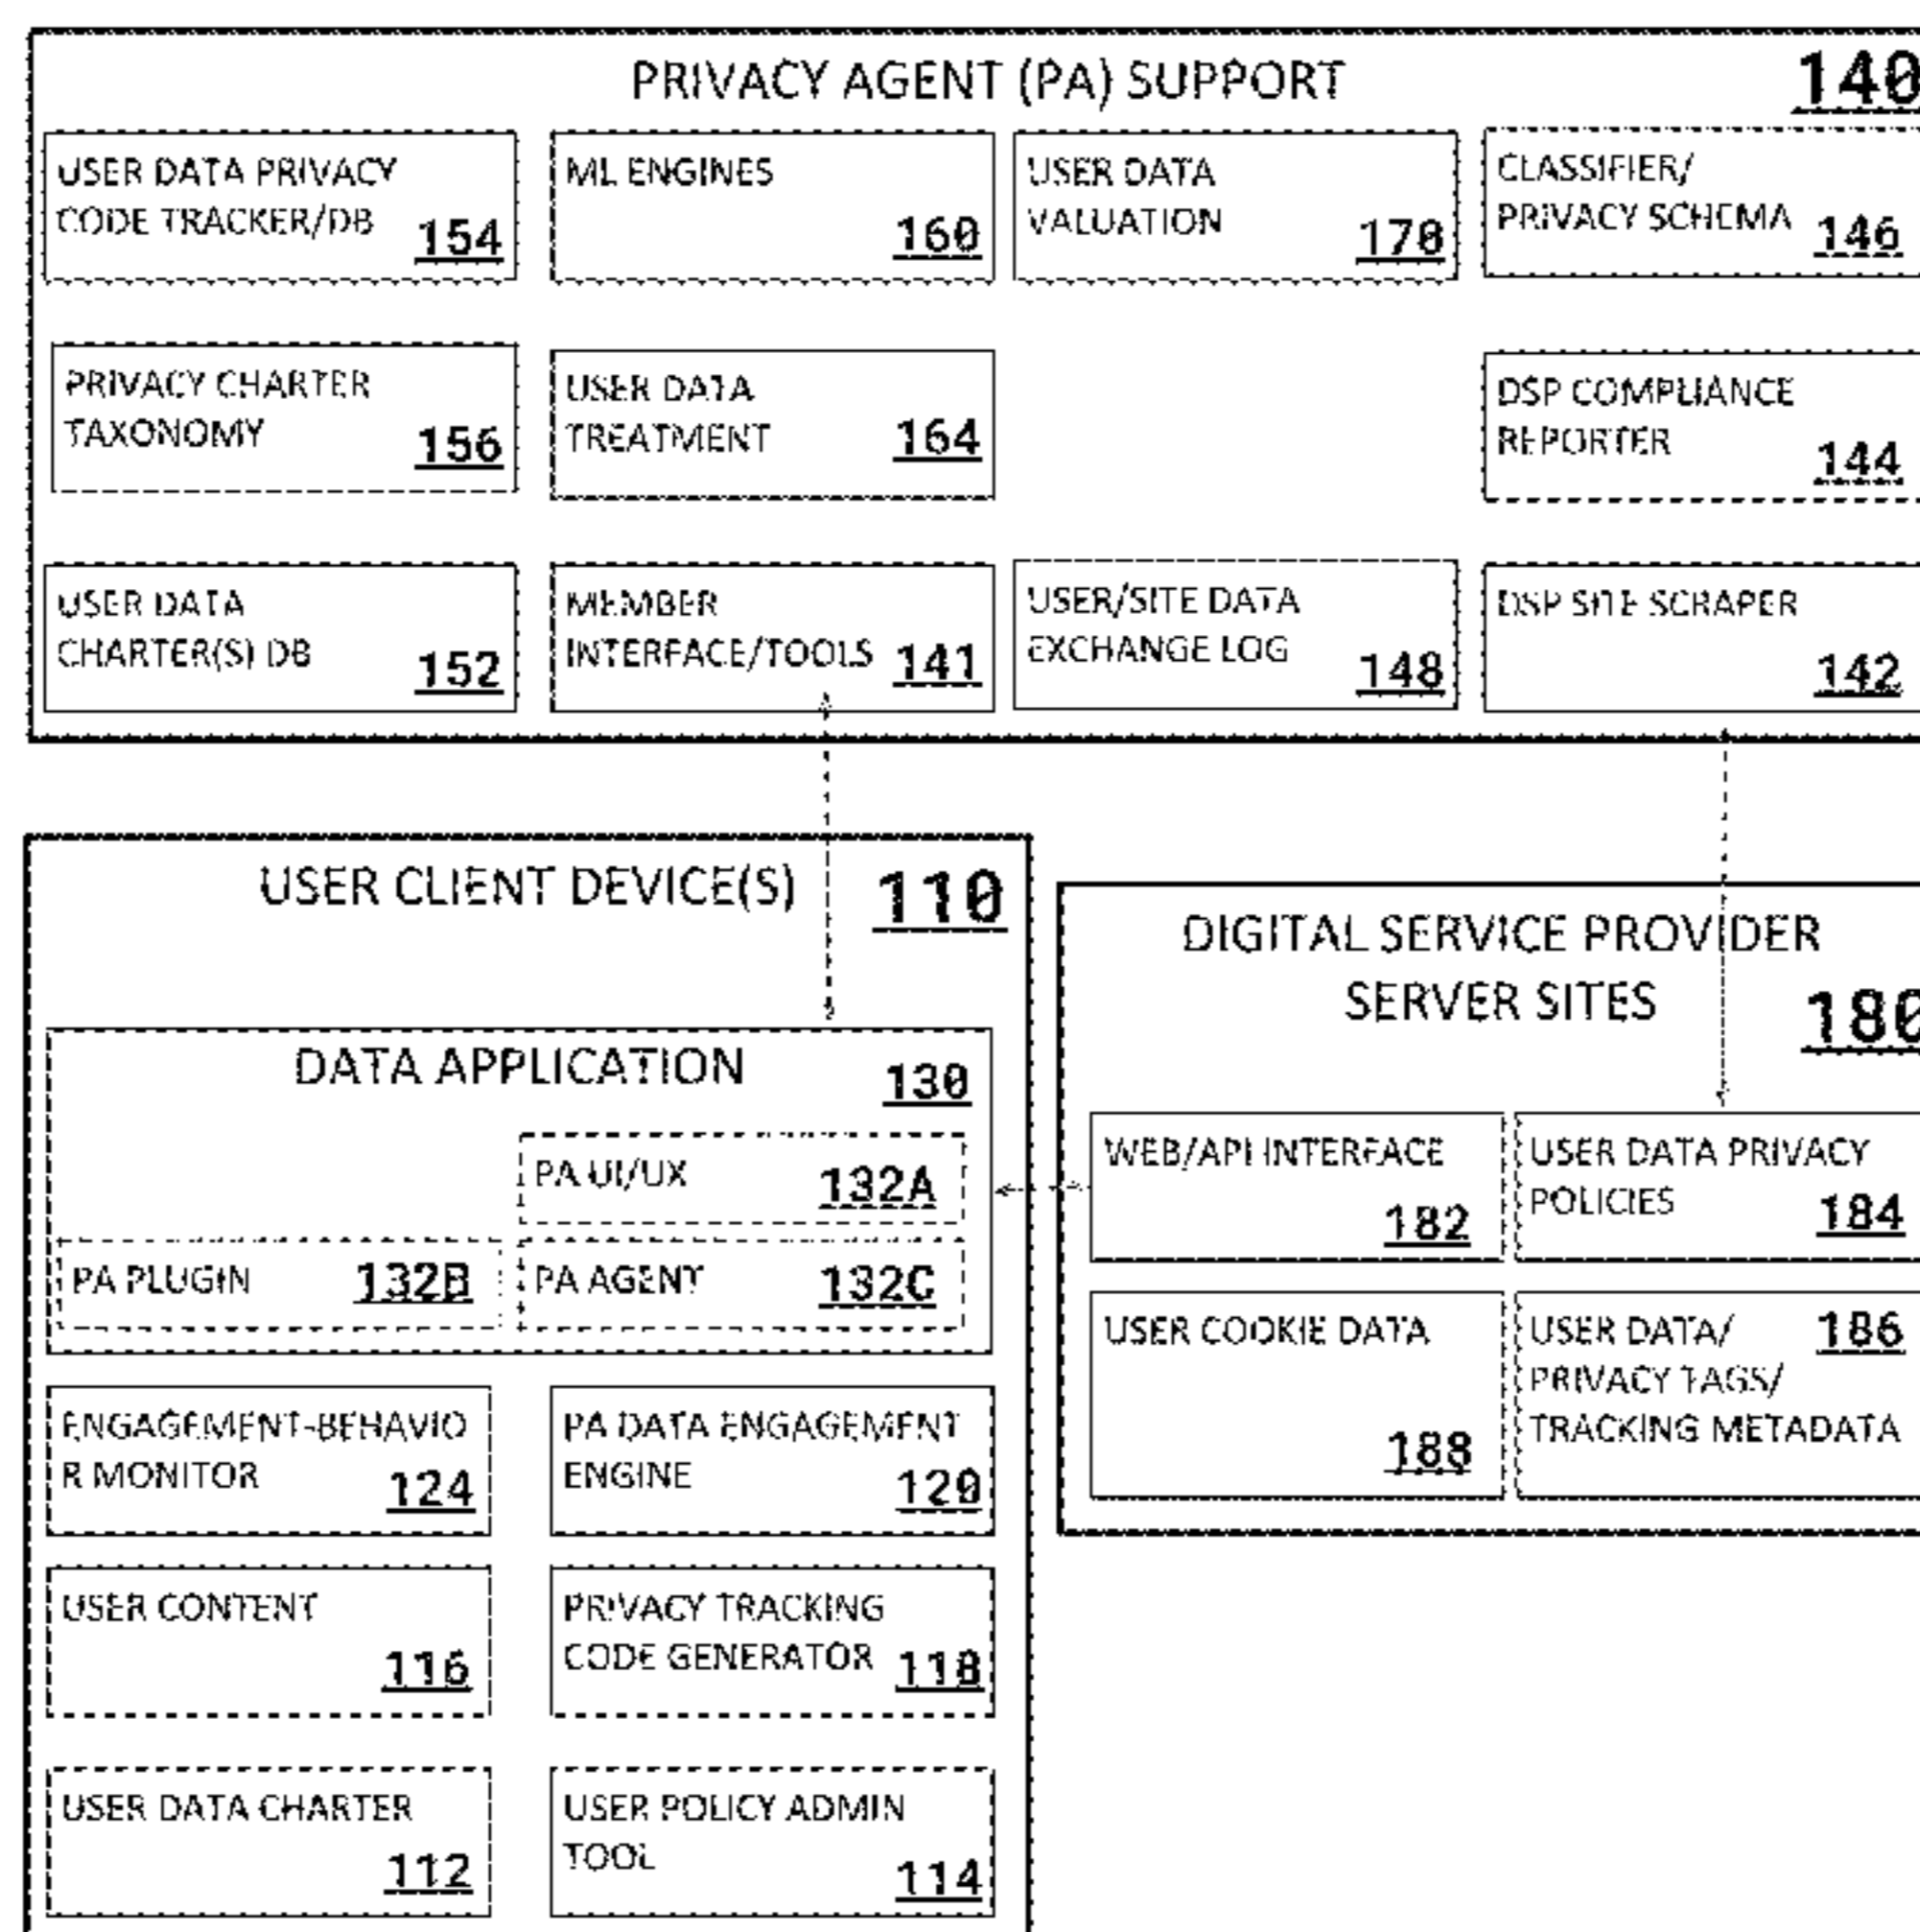 PRIVACY AGENT (PA) SUPPORT
140
USER DATA PRIVACY
CODE TRACKER/DB
154
ML ENGINES
160
USER DATA
VALUATION
170
CLASSIFIER/
PRIVACY SCHEMA
146
PRIVACY CHARTER
TAXONOMY
156
USER DATA
TREATMENT
164
DSP COMPLIANCE
REPORTER
144
USER DATA
CHARTER(S) DB
152
MEMBER
INTERFACE/TOOLS
141
USER/SITE DATA
EXCHANGE LOG
148
DSP SITE SCRAPER
142
USER CLIENT DEVICE(S)
110
DATA APPLICATION
130
PA UI/UX
132A
PA PLUGIN
132B
PA AGENT
132C
ENGAGEMENT-BEHAVIO
R MONITOR
124
PA DATA ENGAGEMENT
ENGINE
120
USER CONTENT
116
PRIVACY TRACKING
CODE GENERATOR
118
USER DATA CHARTER
112
USER POLICY ADMIN
TOOL
114
DIGITAL SERVICE PROVIDER
SERVER SITES
180
WEB/API INTERFACE
182
USER DATA PRIVACY
POLICIES
184
USER COOKIE DATA
188
USER DATA/
186
PRIVACY TAGS/
TRACKING METADATA